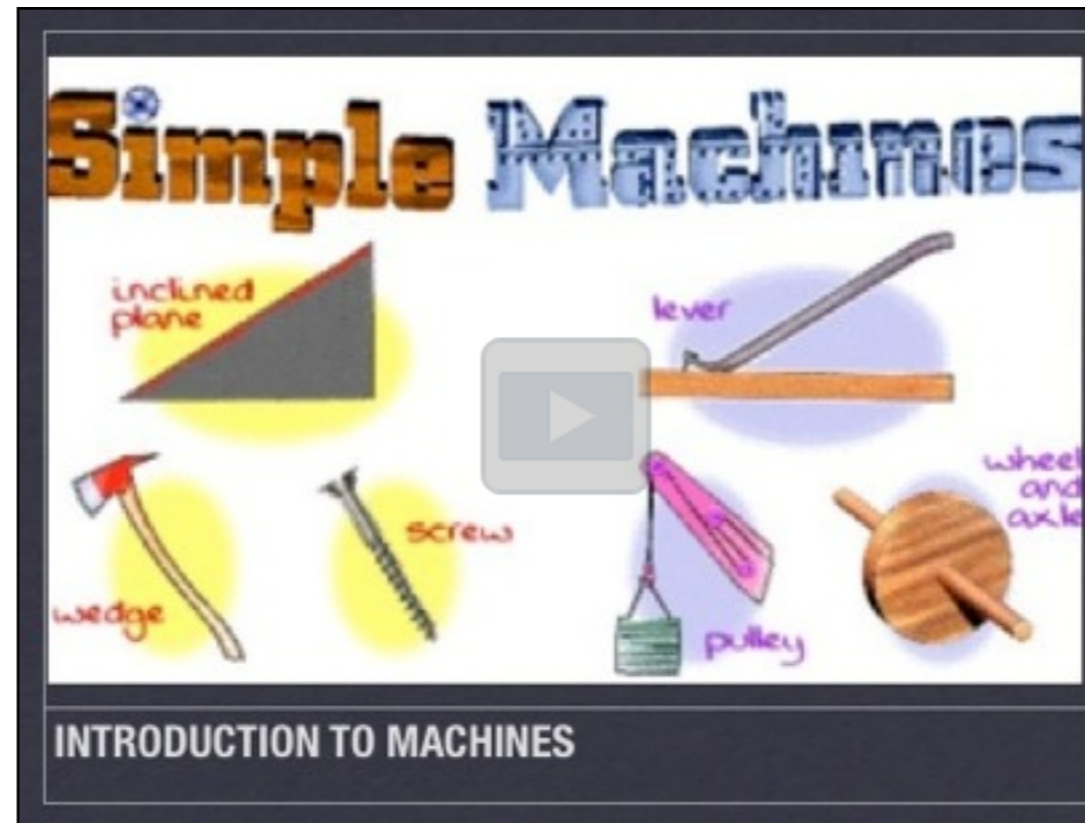 Simple Machines
inclined
plane
lever
wedge
screw
pulley
wheel
and
axle
INTRODUCTION TO MACHINES